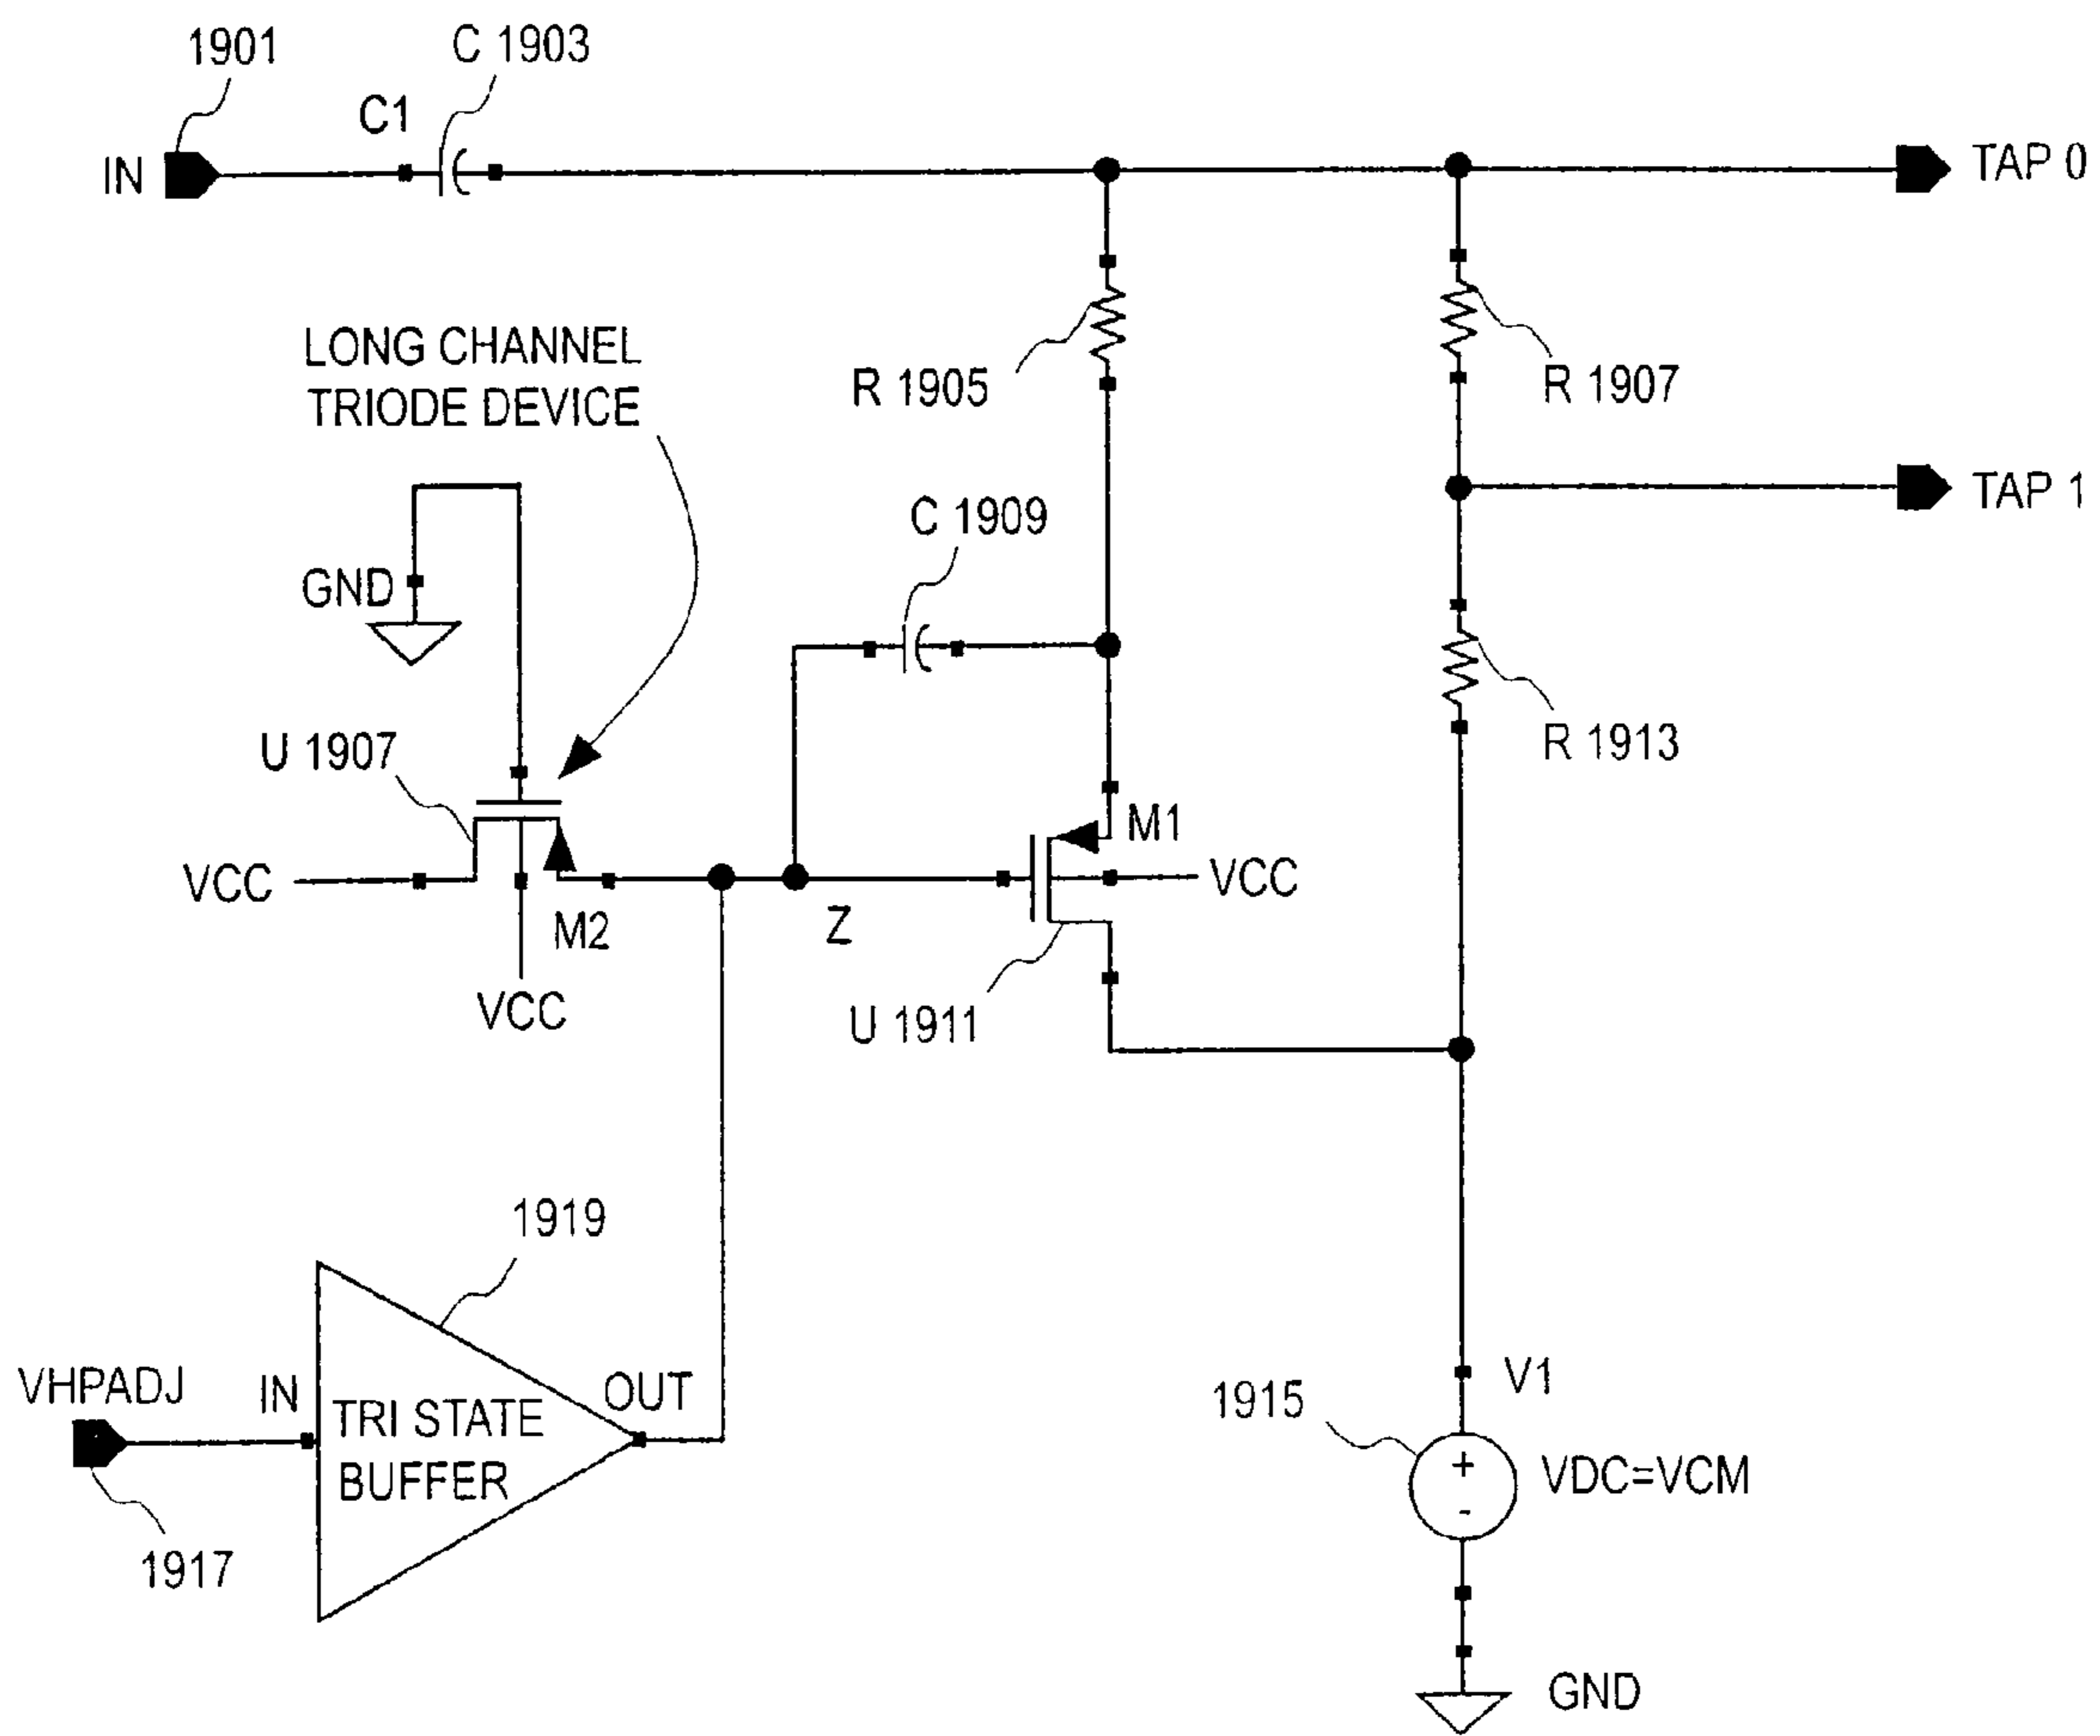 1901
C 1903
C1
IN
TAP 0
LONG CHANNEL
TRIODE DEVICE
R 1905
R 1907
TAP 1
C 1909
GND
U 1907
R 1913
M1
VCC
VCC
M2
Z
VCC
U 1911
1919
VHPADJ
IN
OUT
TRI STATE
BUFFER
1917
1915
V1
+
-
VDC=VCM
GND